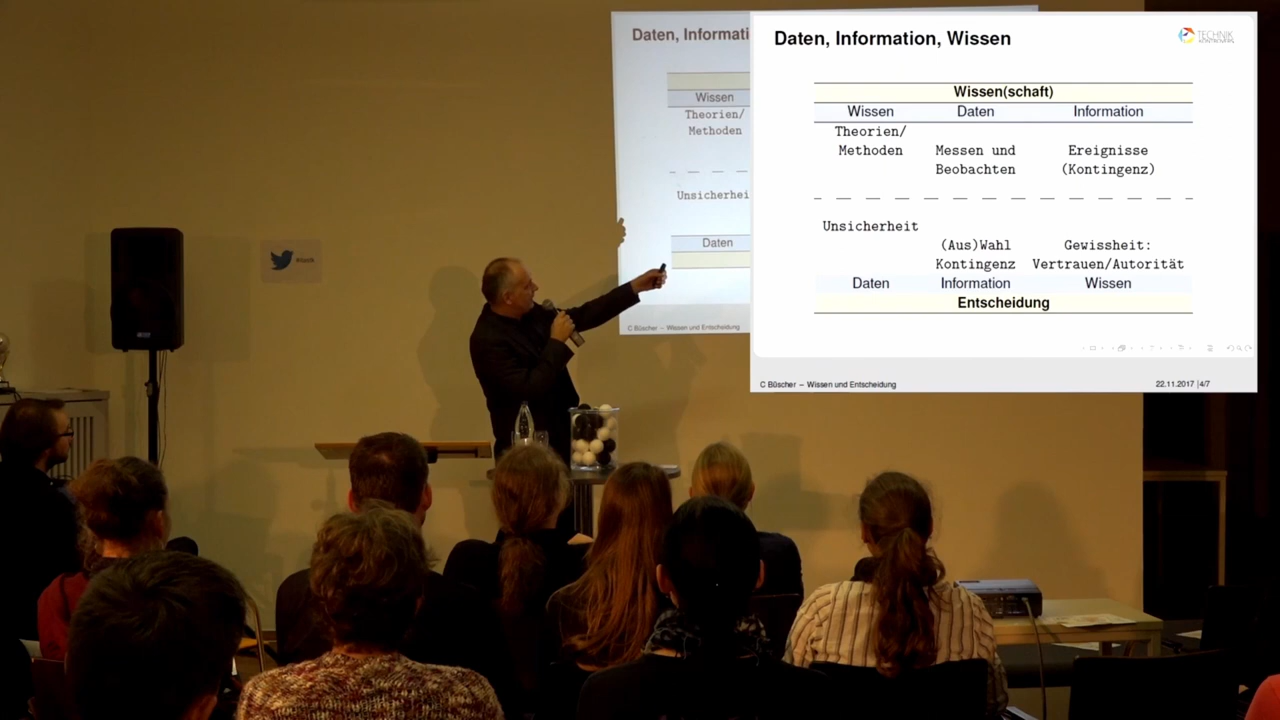 Daten, Informati
Wissen
Theorien/
Methoden
Unsicherhei
Daten
C Büscher – Wissen und Entscheidung
Daten, Information, Wissen
TECHNIK
KONTROVERS
Wissen(schaft)
Wissen Daten Information
Theorien/
Methoden Messen und Ereignisse
Beobachten (Kontingenz)
Unsicherheit
(Aus)Wahl Gewissheit:
Kontingenz Vertrauen/Autorität
Daten Information Wissen
Entscheidung
C Büscher – Wissen und Entscheidung
22.11.2017 |4/7